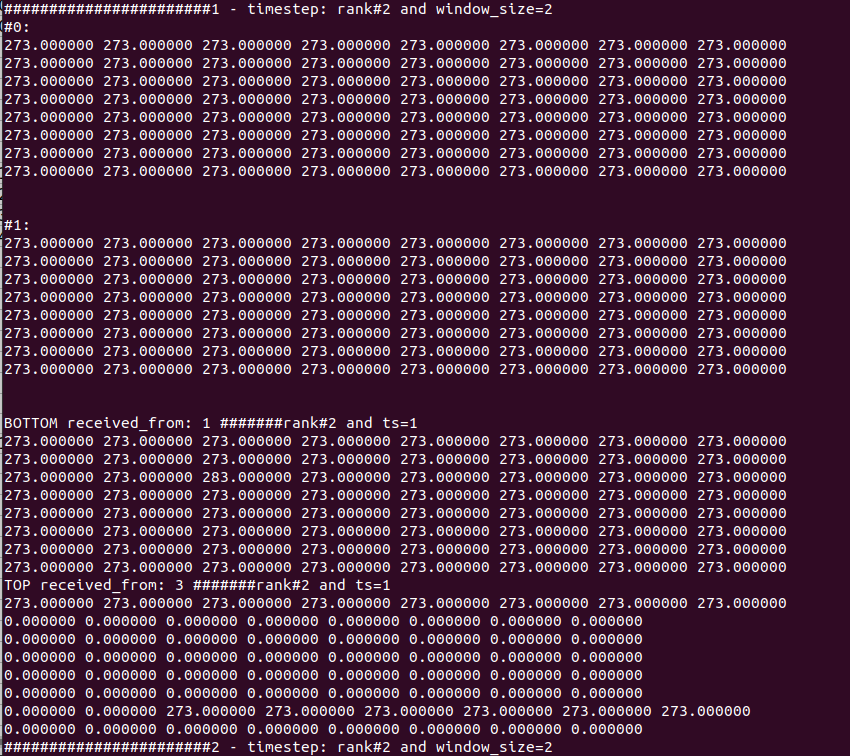 #######################1 - timestep: rank#2 and window_size=2
#0:
273.000000 273.000000 273.000000 273.000000 273.000000 273.000000 273.000000 273.000000
273.000000 273.000000 273.000000 273.000000 273.000000 273.000000 273.000000 273.000000
273.000000 273.000000 273.000000 273.000000 273.000000 273.000000 273.000000 273.000000
273.000000 273.000000 273.000000 273.000000 273.000000 273.000000 273.000000 273.000000
273.000000 273.000000 273.000000 273.000000 273.000000 273.000000 273.000000 273.000000
273.000000 273.000000 273.000000 273.000000 273.000000 273.000000 273.000000 273.000000
273.000000 273.000000 273.000000 273.000000 273.000000 273.000000 273.000000 273.000000
273.000000 273.000000 273.000000 273.000000 273.000000 273.000000 273.000000 273.000000
#1:
273.000000 273.000000 273.000000 273.000000 273.000000 273.000000 273.000000 273.000000
273.000000 273.000000 273.000000 273.000000 273.000000 273.000000 273.000000 273.000000
273.000000 273.000000 273.000000 273.000000 273.000000 273.000000 273.000000 273.000000
273.000000 273.000000 273.000000 273.000000 273.000000 273.000000 273.000000 273.000000
273.000000 273.000000 273.000000 273.000000 273.000000 273.000000 273.000000 273.000000
273.000000 273.000000 273.000000 273.000000 273.000000 273.000000 273.000000 273.000000
273.000000 273.000000 273.000000 273.000000 273.000000 273.000000 273.000000 273.000000
273.000000 273.000000 273.000000 273.000000 273.000000 273.000000 273.000000 273.000000
BOTTOM received_from: 1 #######rank#2 and ts=1
273.000000 273.000000 273.000000 273.000000 273.000000 273.000000 273.000000 273.000000
273.000000 273.000000 273.000000 273.000000 273.000000 273.000000 273.000000 273.000000
273.000000 273.000000 283.000000 273.000000 273.000000 273.000000 273.000000 273.000000
273.000000 273.000000 273.000000 273.000000 273.000000 273.000000 273.000000 273.000000
273.000000 273.000000 273.000000 273.000000 273.000000 273.000000 273.000000 273.000000
273.000000 273.000000 273.000000 273.000000 273.000000 273.000000 273.000000 273.000000
273.000000 273.000000 273.000000 273.000000 273.000000 273.000000 273.000000 273.000000
273.000000 273.000000 273.000000 273.000000 273.000000 273.000000 273.000000 273.000000
TOP received_from: 3 #######rank#2 and ts=1
273.000000 273.000000 273.000000 273.000000 273.000000 273.000000 273.000000 273.000000
0.000000 0.000000 0.000000 0.000000 0.000000 0.000000 0.000000 0.000000
0.000000 0.000000 0.000000 0.000000 0.000000 0.000000 0.000000 0.000000
0.000000 0.000000 0.000000 0.000000 0.000000 0.000000 0.000000 0.000000
0.000000 0.000000 0.000000 0.000000 0.000000 0.000000 0.000000 0.000000
0.000000 0.000000 0.000000 0.000000 0.000000 0.000000 0.000000 0.000000
0.000000 0.000000 273.000000 273.000000 273.000000 273.000000 273.000000 273.000000
0.000000 0.000000 0.000000 0.000000 0.000000 0.000000 0.000000 0.000000
#######################2 - timestep: rank#2 and window_size=2